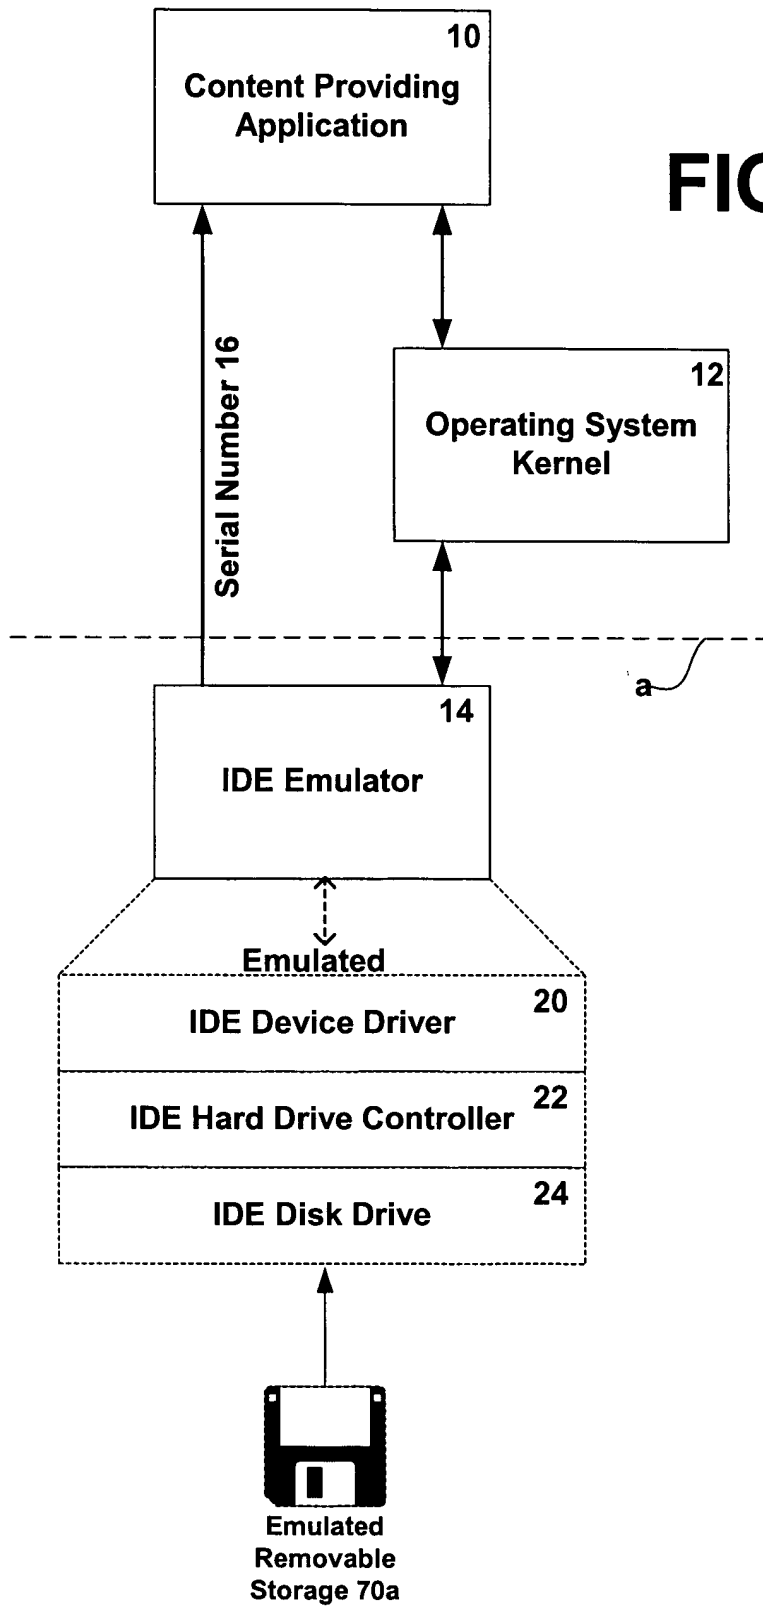 10
Content Providing
Application
FIG
Serial Number 16
12
Operating System
Kernel
a
14
IDE Emulator
Emulated
20
IDE Device Driver
22
IDE Hard Drive Controller
24
IDE Disk Drive
Emulated
Removable
Storage 70a